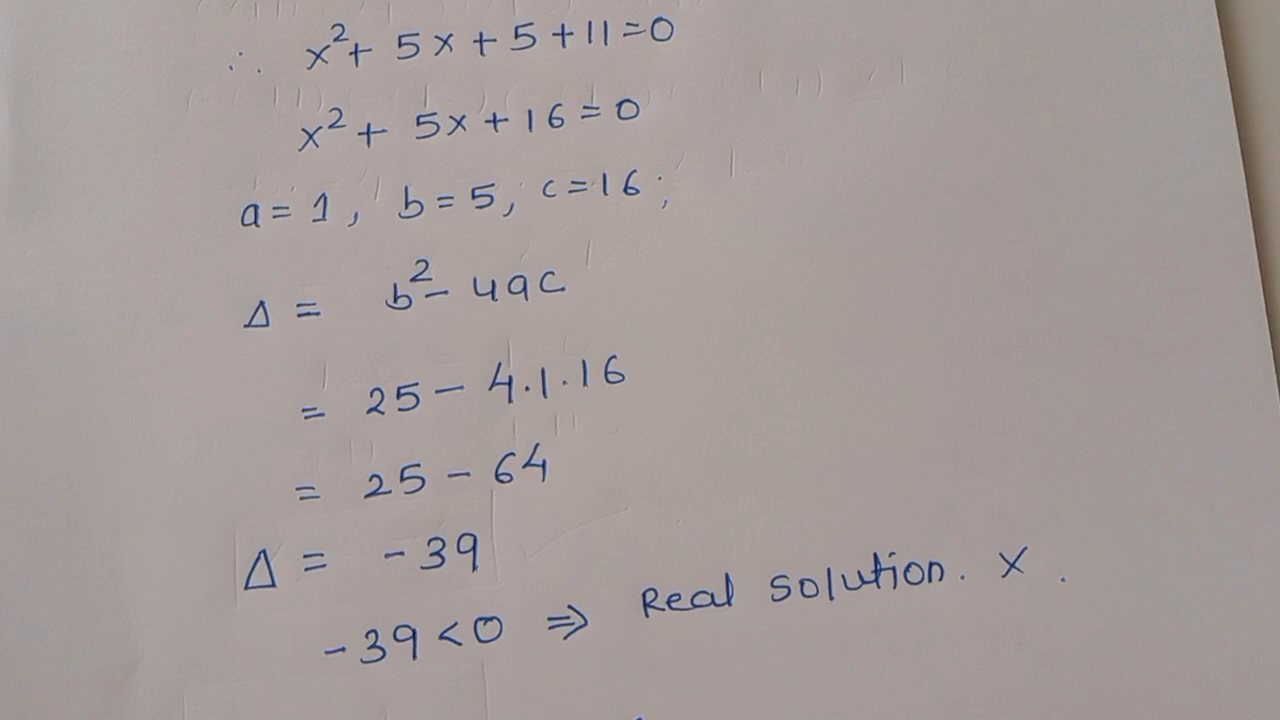 ∴ x²+ 5x + 5 + 11 = 0
x² + 5x + 16 = 0
a = 1, b = 5, c = 16;
Δ = b² - 4ac
= 25 - 4.1.16
= 25 - 64
Δ = -39
-39 < 0 ⇒ Real solution. X.